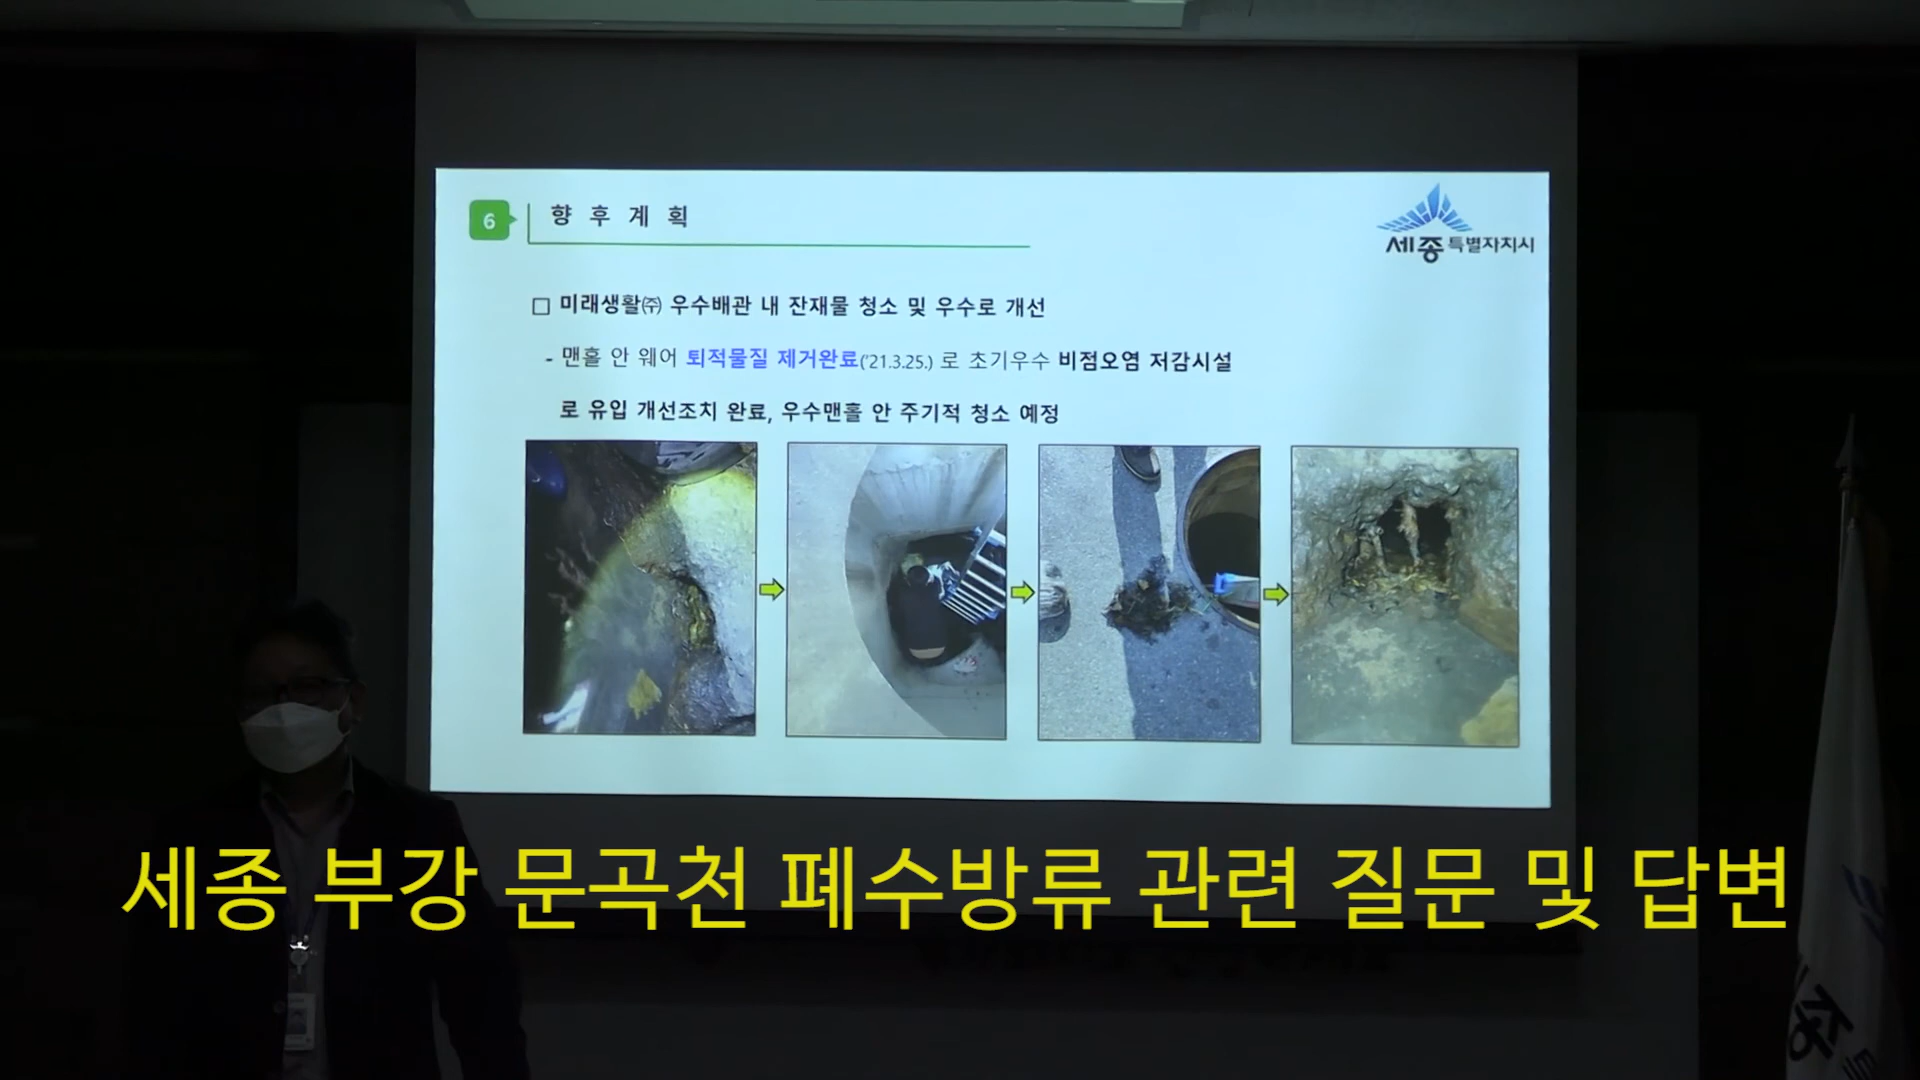 6 향후계획
세종특별자치시
□ 미래생활㈜ 우수배관 내 잔재물 청소 및 우수로 개선
- 맨홀 안 웨어 퇴적물질 제거완료('21.3.25.) 로 초기우수 비점오염 저감시설
로 유입 개선조치 완료, 우수맨홀 안 주기적 청소 예정
세종 부강 문곡천 폐수방류 관련 질문 및 답변
종